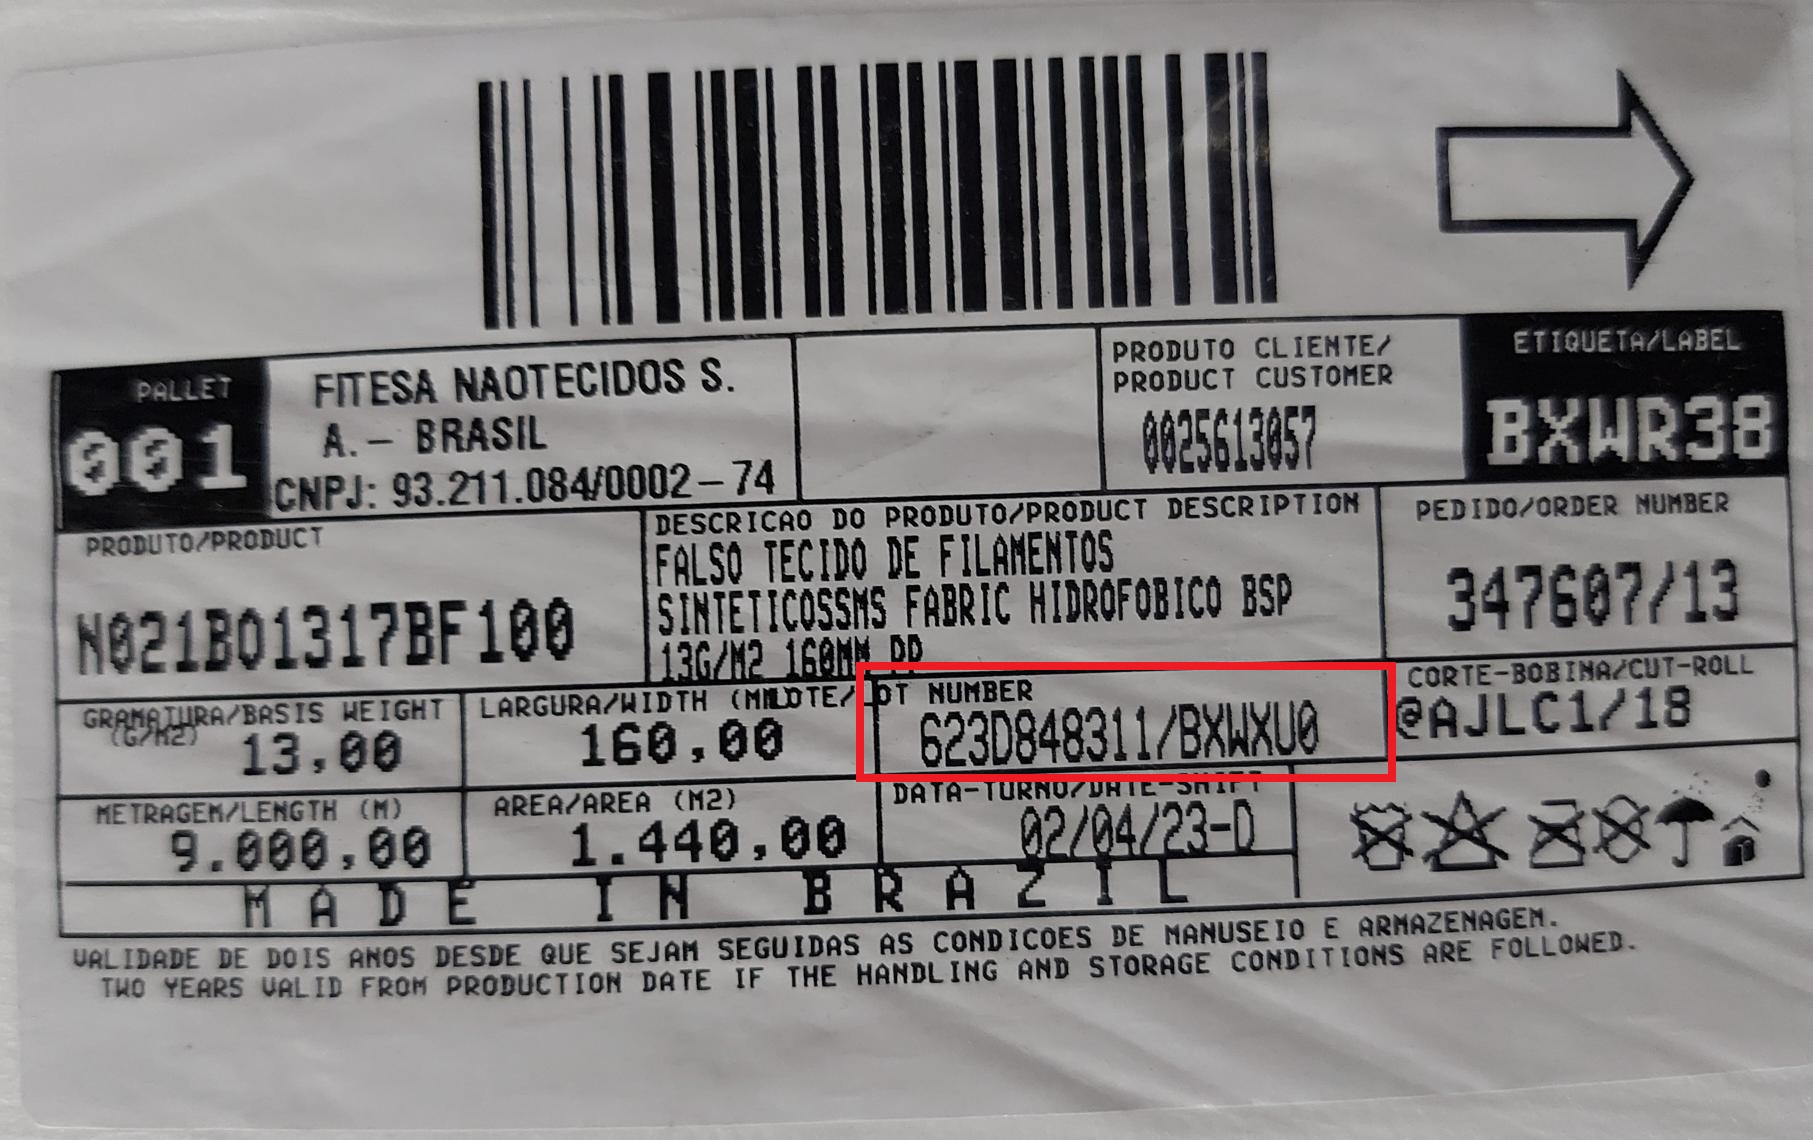 PALLET
001
FITESA NAOTECIDOS S.
A. - BRASIL
CNPJ: 93.211.084/0002-74
PRODUTO CLIENTE/
PRODUCT CUSTOMER
0025613057
ETIQUETA/LABEL
BXWR38
PRODUTO/PRODUCT
N021BO1317BF100
DESCRICAO DO PRODUTO/PRODUCT DESCRIPTION
FALSO TECIDO DE FILAMENTOS
SINTETICOSSMS FABRIC HIDROFOBICO BSP
13G/M2 160MM PP
PEDIDO/ORDER NUMBER
347607/13
GRAMATURA/BASIS WEIGHT
(G/M2)
13,00
LARGURA/WIDTH (MM)
160,00
LOTE/LOT NUMBER
623D848311/BXWXU0
CORTE-BOBINA/CUT-ROLL
@AJLC1/18
METRAGEM/LENGTH (M)
9.000,00
AREA/AREA (M2)
1.440,00
DATA-TURNO/DATE-SHIFT
02/04/23-D
MADE IN BRAZIL
VALIDADE DE DOIS ANOS DESDE QUE SEJAM SEGUIDAS AS CONDICOES DE MANUSEIO E ARMAZENAGEM.
TWO YEARS VALID FROM PRODUCTION DATE IF THE HANDLING AND STORAGE CONDITIONS ARE FOLLOWED.